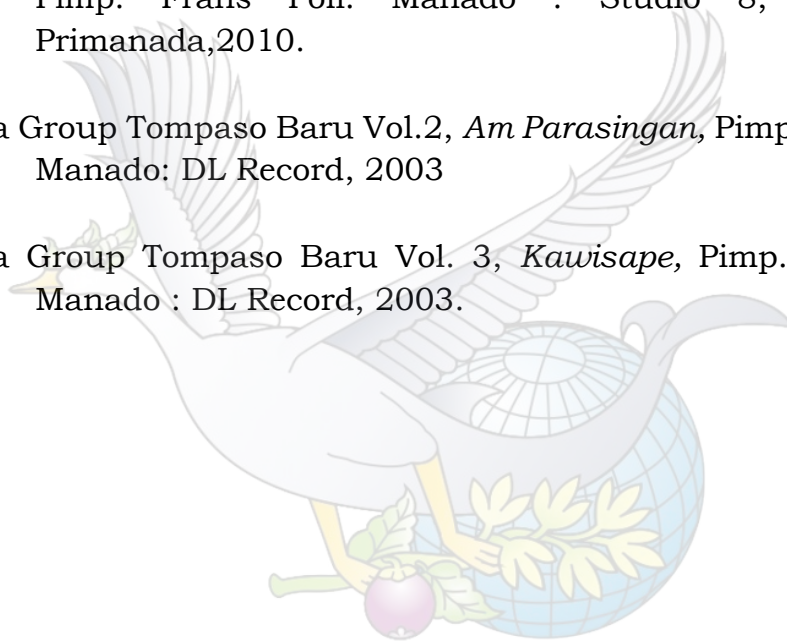 Pimp. Frans Poli. Manado : Studio 8,
Primanada,2010.
a Group Tompaso Baru Vol.2, Am Parasingan, Pimp
Manado: DL Record, 2003
a Group Tompaso Baru Vol. 3, Kawisape, Pimp.
Manado : DL Record, 2003.